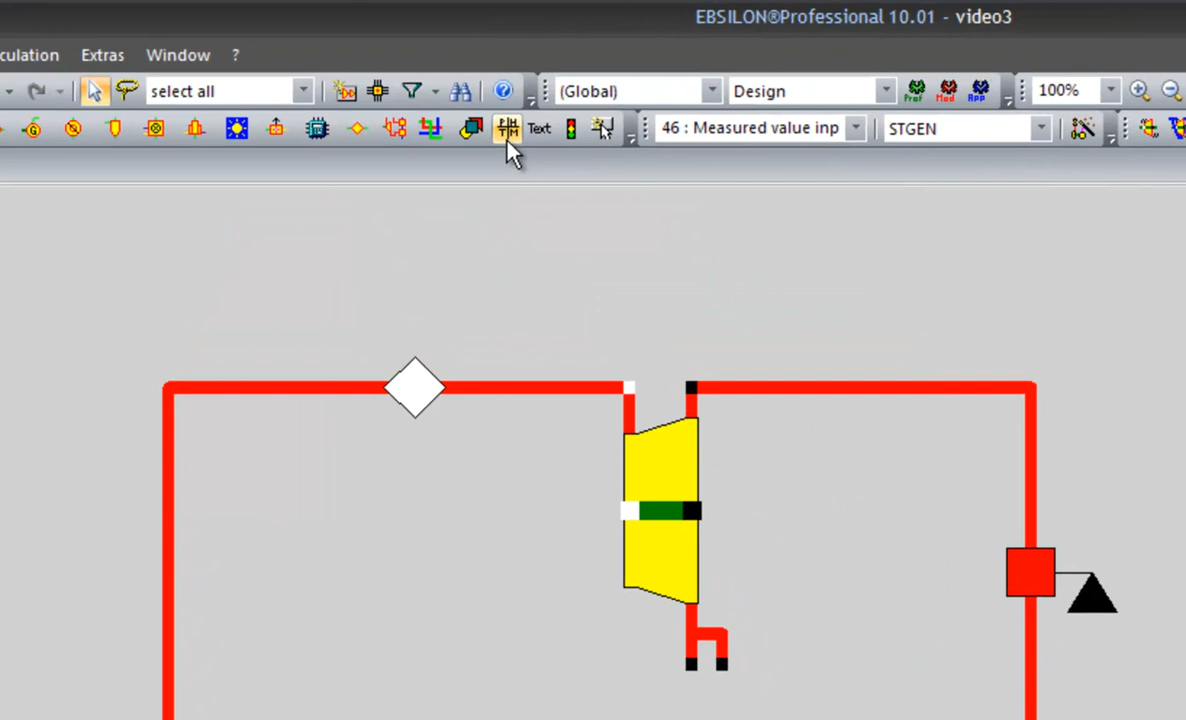 EBSILON®Professional 10.01 - video3
culation Extras Window ?
select all (Global) Design Prof Mod App 100%
P H T M Text 46 : Measured value inp STGEN